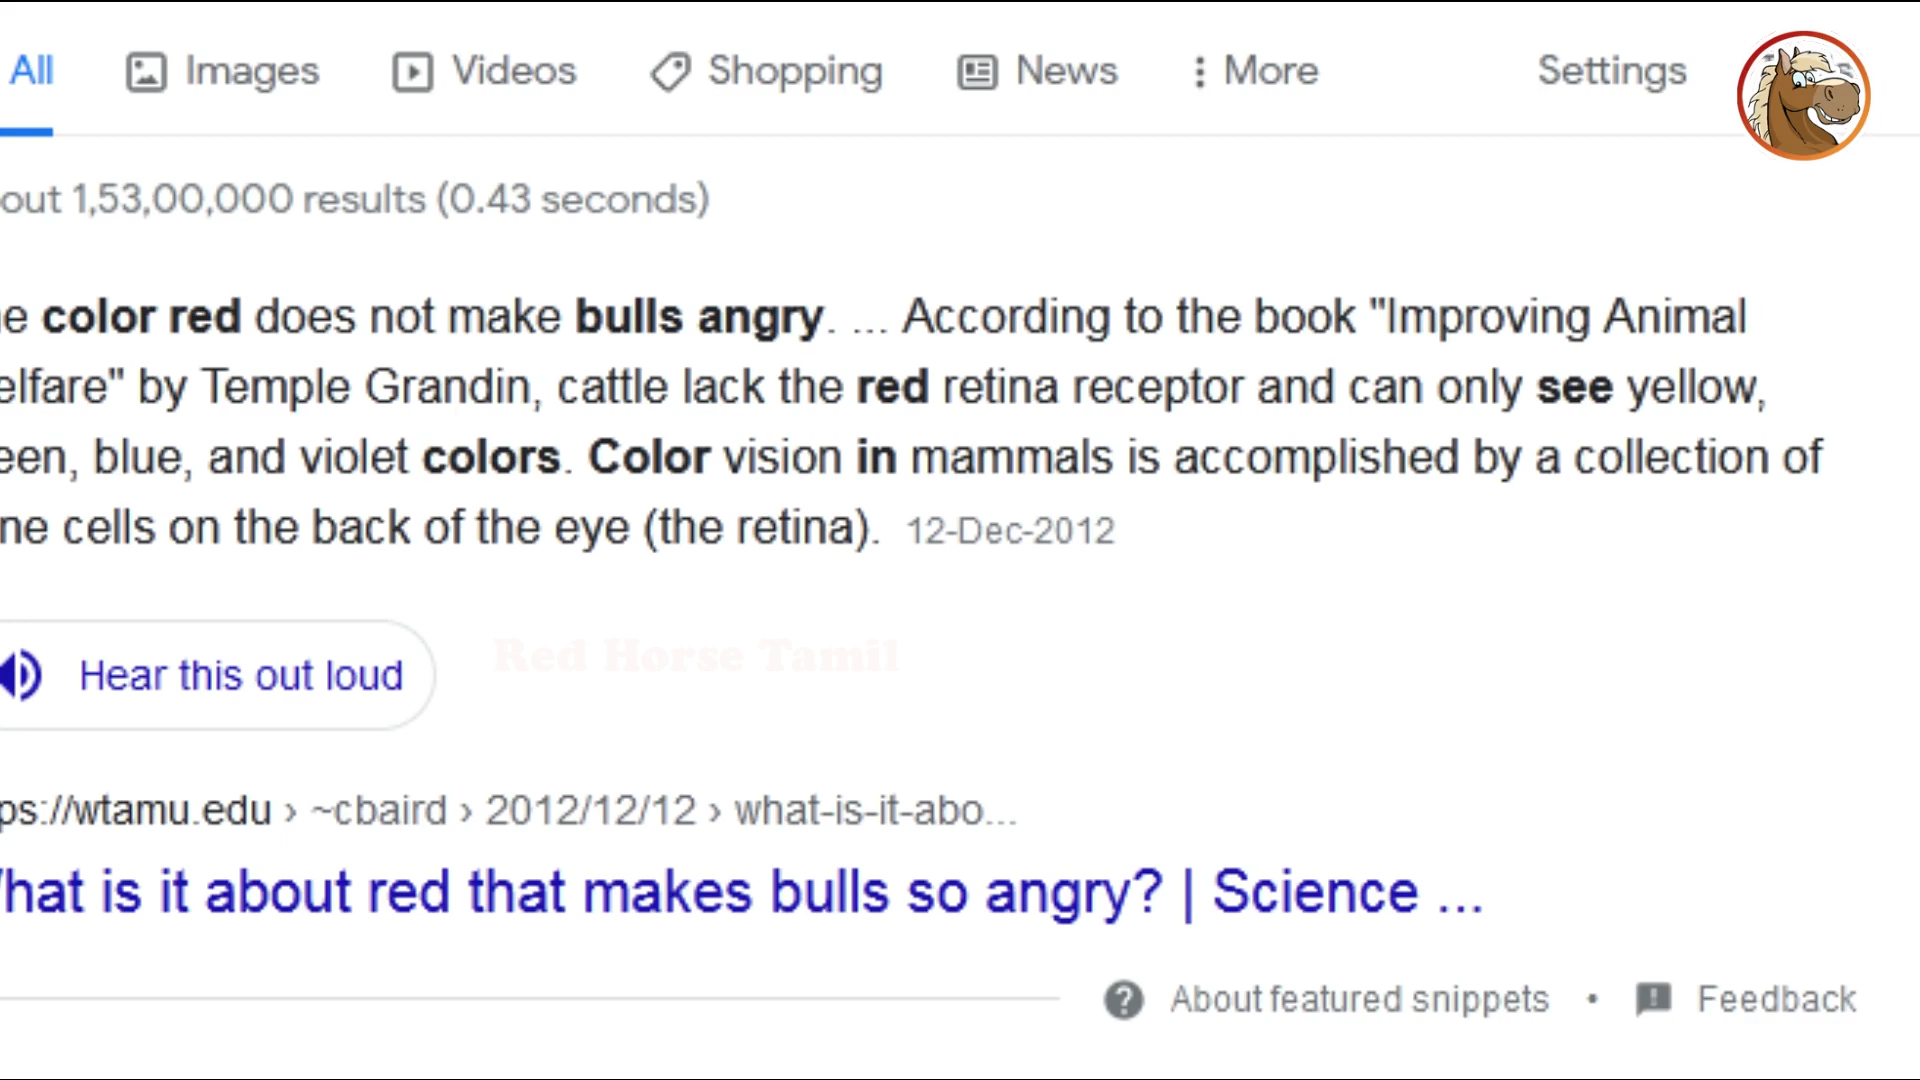 All Images Videos Shopping News More Settings
out 1,53,00,000 results (0.43 seconds)
e color red does not make bulls angry. ... According to the book "Improving Animal
elfare" by Temple Grandin, cattle lack the red retina receptor and can only see yellow,
een, blue, and violet colors. Color vision in mammals is accomplished by a collection of
ne cells on the back of the eye (the retina). 12-Dec-2012
Red Horse Tamil
Hear this out loud
ps://wtamu.edu › ~cbaird › 2012/12/12 › what-is-it-abo...
hat is it about red that makes bulls so angry? | Science ...
About featured snippets • Feedback